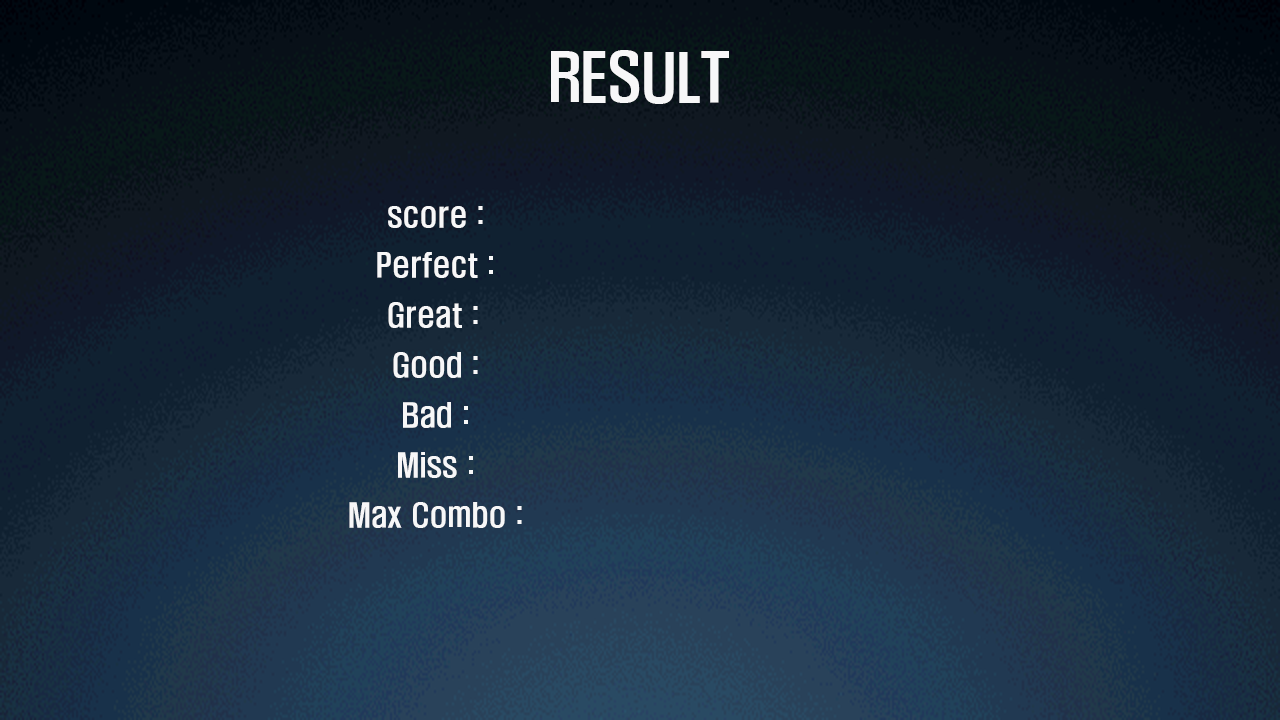 RESULT
score :
Perfect :
Great :
Good :
Bad :
Miss :
Max Combo :